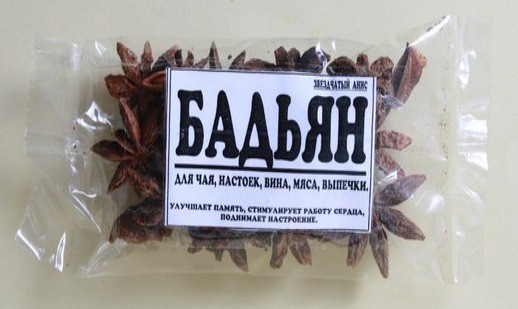 ЗВЕЗДЧАТЫЙ АНИС
БАДЬЯН
ДЛЯ ЧАЯ, НАСТОЕК, ВИНА, МЯСА, ВЫПЕЧКИ.
УЛУЧШАЕТ ПАМЯТЬ, СТИМУЛИРУЕТ РАБОТУ СЕРДЦА,
ПОДНИМАЕТ НАСТРОЕНИЕ.